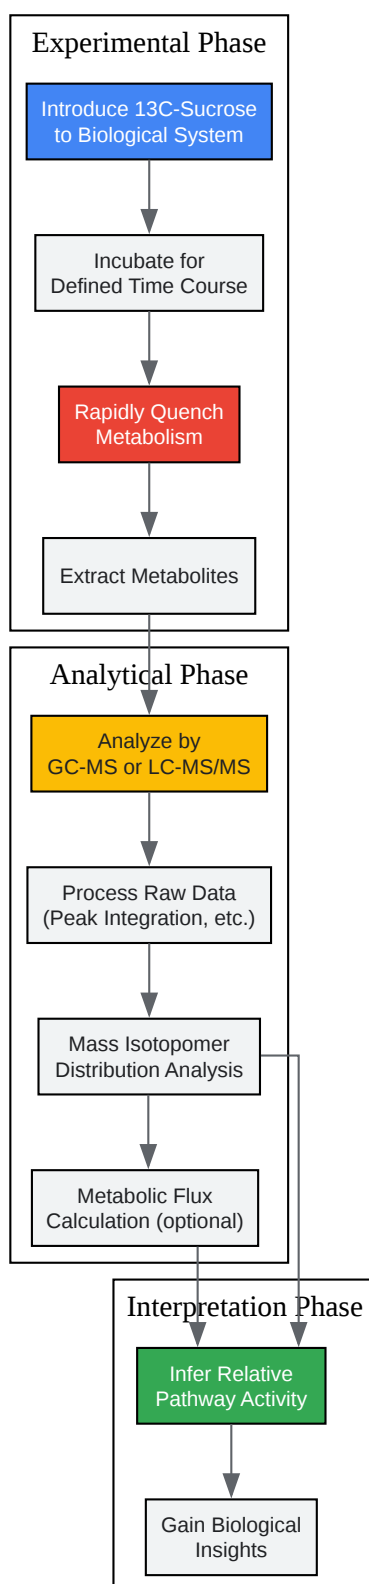 Experimental Phase
Introduce 13C-Sucrose
to Biological System
Incubate for
Defined Time Course
Rapidly Quench
Metabolism
Extract Metabolites
Analytical Phase
Analyze by
GC-MS or LC-MS/MS
Process Raw Data
(Peak Integration, etc.)
Mass Isotopomer
Distribution Analysis
Metabolic Flux
Calculation (optional)
Interpretation Phase
Infer Relative
Pathway Activity
Gain Biological
Insights